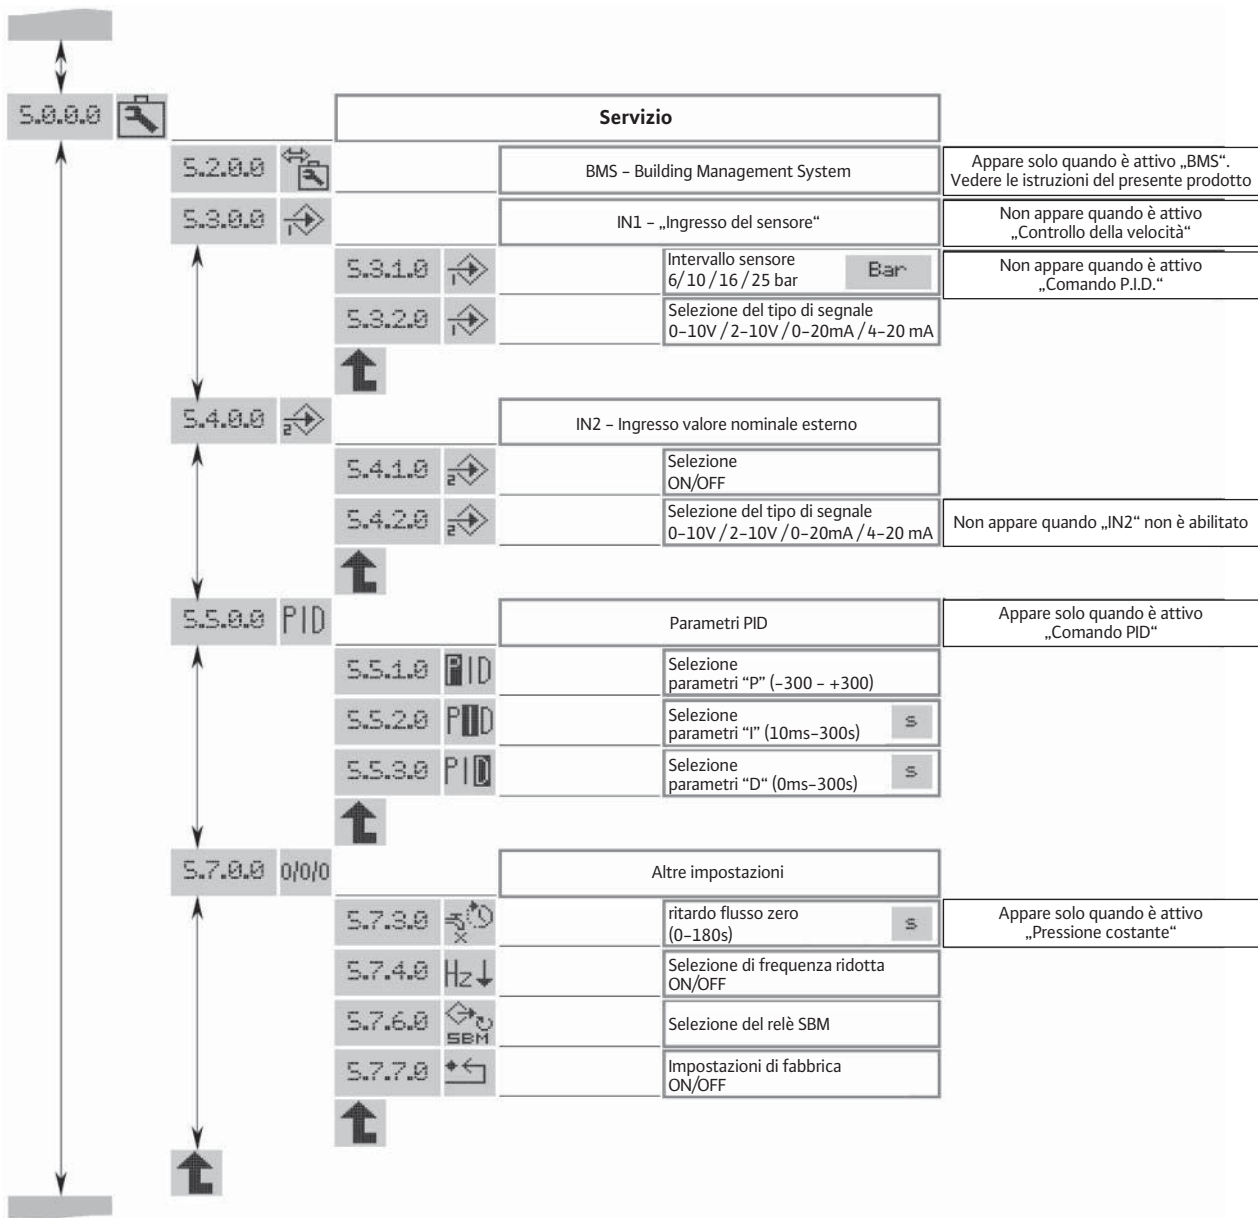 5.0.0.0
Servizio
5.2.0.0
BMS – Building Management System
Appare solo quando è attivo „BMS“.
Vedere le istruzioni del presente prodotto
5.3.0.0
1
IN1 – „Ingresso del sensore“
Non appare quando è attivo
„Controllo della velocità“
5.3.1.0
1
Intervallo sensore
6/ 10 / 16 / 25 bar
Bar
Non appare quando è attivo
„Comando P.I.D.“
5.3.2.0
1
Selezione del tipo di segnale
0–10V / 2–10V / 0–20mA / 4–20 mA
5.4.0.0
2
IN2 – Ingresso valore nominale esterno
5.4.1.0
2
Selezione
ON/OFF
5.4.2.0
2
Selezione del tipo di segnale
0–10V / 2–10V / 0–20mA / 4–20 mA
Non appare quando „IN2“ non è abilitato
5.5.0.0
PID
Parametri PID
Appare solo quando è attivo
„Comando PID“
5.5.1.0
PID
Selezione
parametri “P” (–300 – +300)
5.5.2.0
PID
Selezione
parametri “I” (10ms–300s)
s
5.5.3.0
PID
Selezione
parametri “D“ (0ms–300s)
s
5.7.0.0
0/0/0
Altre impostazioni
5.7.3.0
ritardo flusso zero
(0–180s)
s
Appare solo quando è attivo
„Pressione costante“
5.7.4.0
Hz
Selezione di frequenza ridotta
ON/OFF
5.7.6.0
SBM
Selezione del relè SBM
5.7.7.0
Impostazioni di fabbrica
ON/OFF